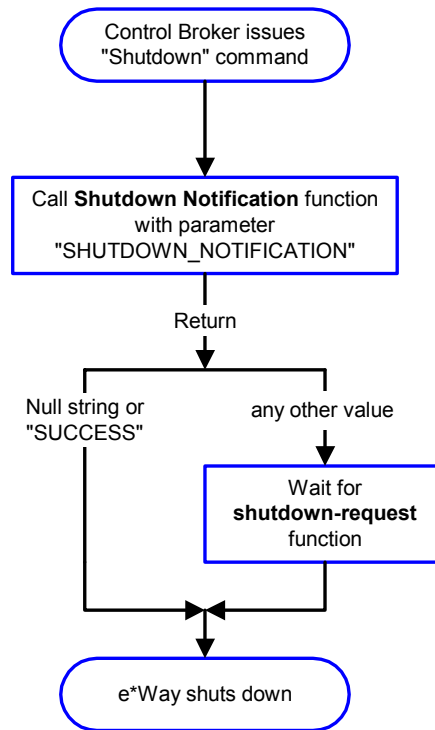 Control Broker issues
"Shutdown" command
Call Shutdown Notification function
with parameter
"SHUTDOWN_NOTIFICATION"
Return
Null string or
"SUCCESS"
any other value
Wait for
shutdown-request
function
e*Way shuts down